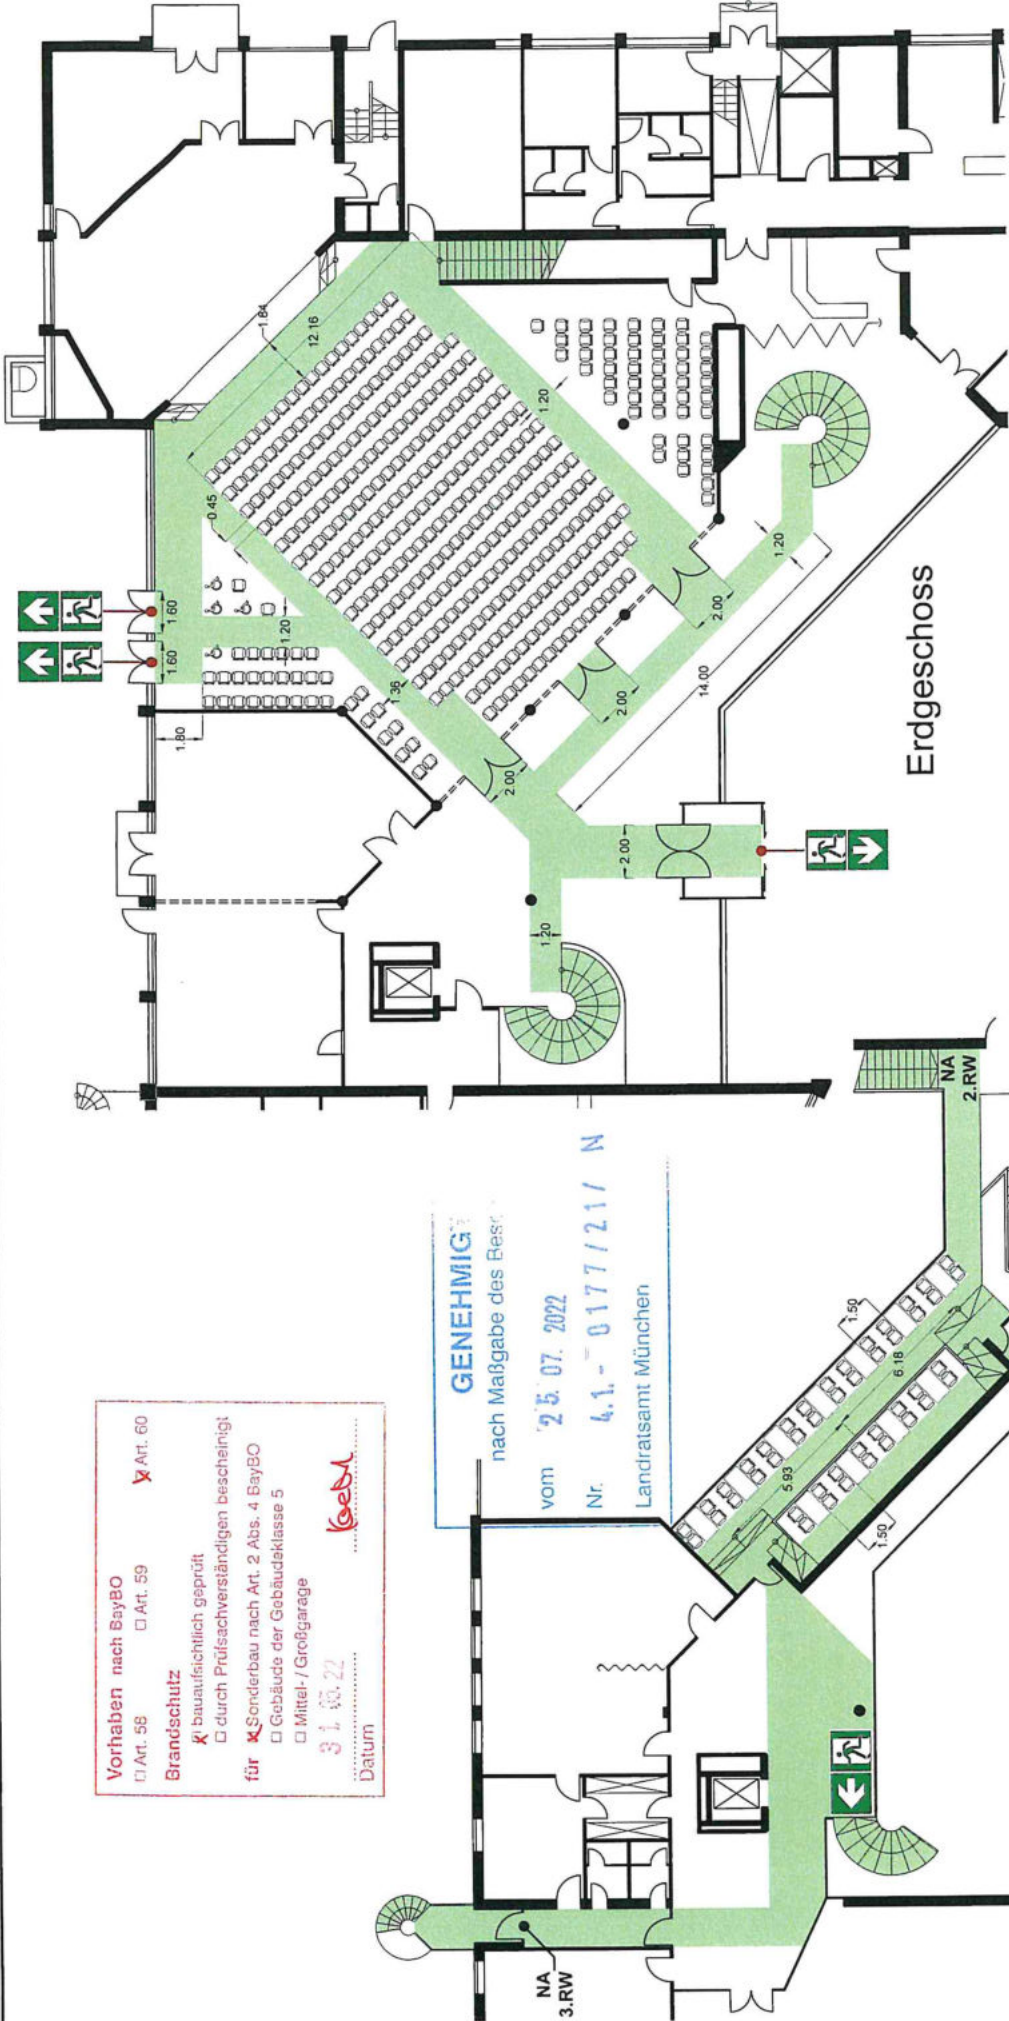 1.64
12.16
1.20
0.45
1.60
1.60
1.20
1.80
1.36
2.00
2.00
2.00
1.20
14.00
2.00
1.20
Erdgeschoss
Vorhaben nach BayBO
☐ Art. 58 ☐ Art. 59 ☒ Art. 60
Brandschutz
☒ bauaufsichtlich geprüft
☐ durch Prüfsachverständigen bescheinigt
für ☒ Sonderbau nach Art. 2 Abs. 4 BayBO
☐ Gebäude der Gebäudeklasse 5
☐ Mittel- / Großgarage
Datum
GENEHMIGT
nach Maßgabe des Besc
vom 25. 07. 2022
Nr. 4.1.- 0177/21/ N
Landratsamt München
NA
2.RW
1.50
6.18
5.93
1.50
NA
3.RW